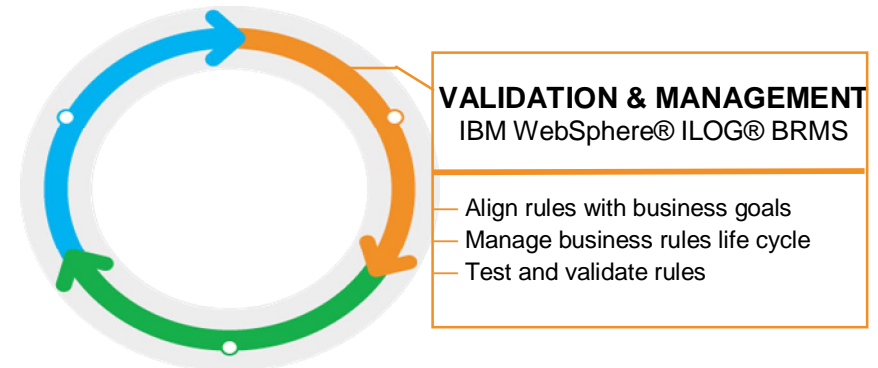 VALIDATION & MANAGEMENT
IBM WebSphere® ILOG® BRMS
Align rules with business goals
Manage business rules life cycle
Test and validate rules